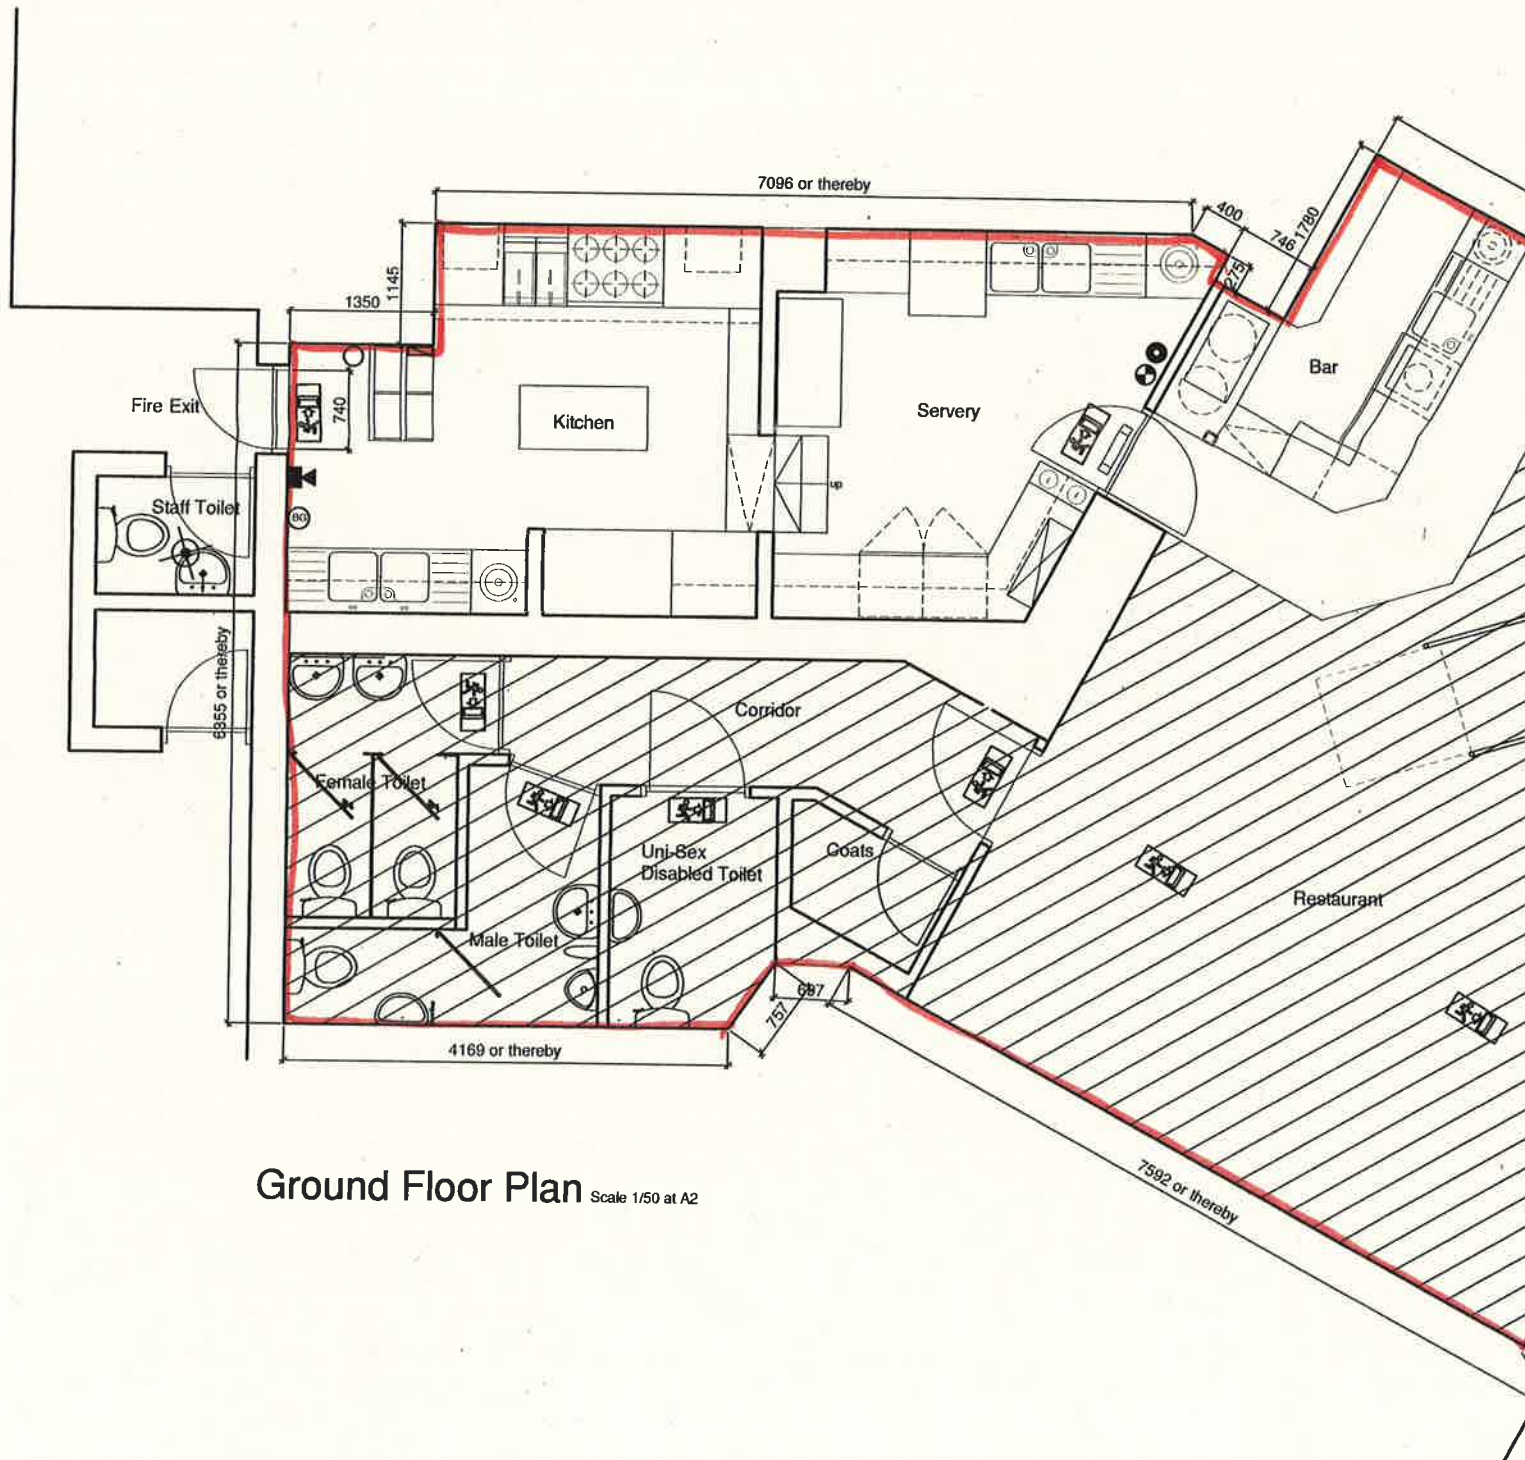 7096 or thereby
400
746
1780
275
1145
1350
740
Fire Exit
Kitchen
Servery
Bar
up
Staff Toilet
BG
6355 or thereby
Corridor
Female Toilet
Uni-Sex
Disabled Toilet
Coats
Restaurant
Male Toilet
697
757
4169 or thereby
7592 or thereby
Ground Floor Plan Scale 1/50 at A2